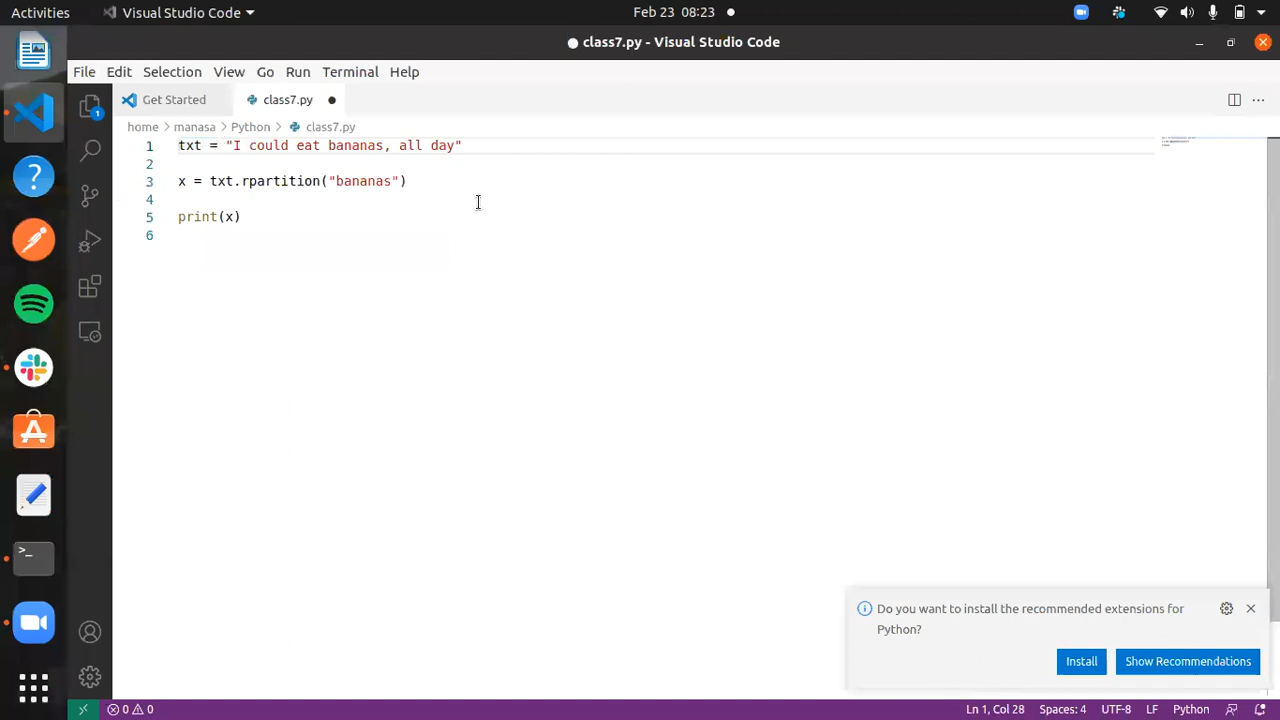 Activities Visual Studio Code Feb 23 08:23
class7.py - Visual Studio Code
File Edit Selection View Go Run Terminal Help
Get Started class7.py
home > manasa > Python > class7.py
1 txt = "I could eat bananas, all day"
2
3 x = txt.rpartition("bananas")
4
5 print(x)
6
Do you want to install the recommended extensions for
Python?
Install Show Recommendations
0 0 Ln 1, Col 28 Spaces: 4 UTF-8 LF Python